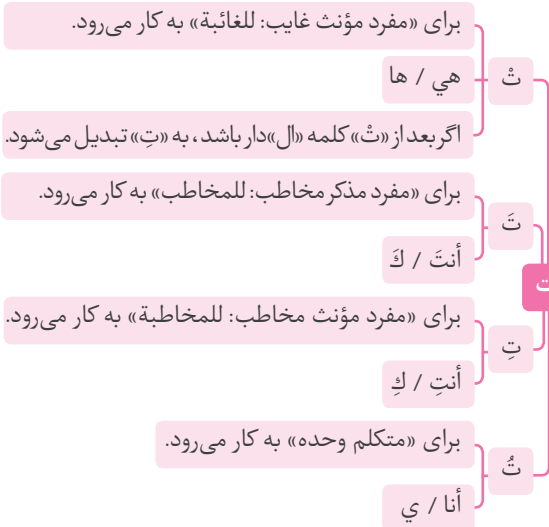 ت
تْ
برای «مفرد مؤنث غایب: للغائبة» به کار می‌رود.
هي / ها
اگر بعد از «تْ» کلمه «ال»دار باشد، به «تِ» تبدیل می‌شود.
تَ
برای «مفرد مذکر مخاطب: للمخاطب» به کار می‌رود.
أنتَ / كَ
تِ
برای «مفرد مؤنث مخاطب: للمخاطبة» به کار می‌رود.
أنتِ / كِ
تُ
برای «متکلم وحده» به کار می‌رود.
أنا / ي